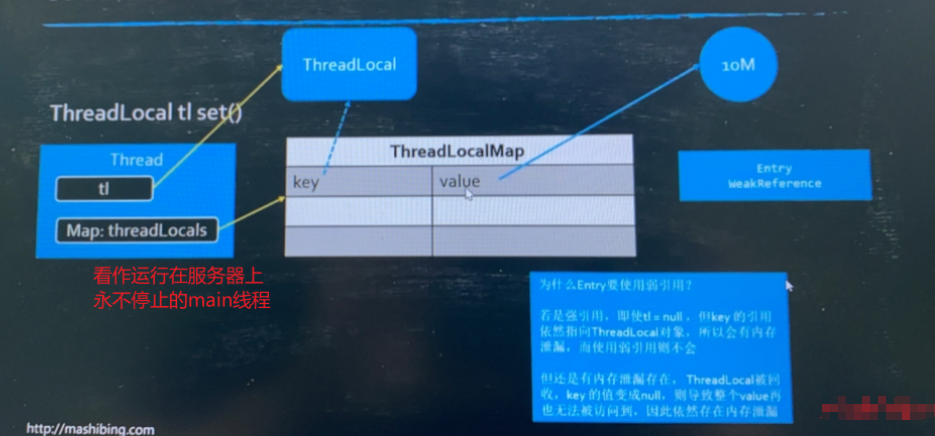 ThreadLocal
10M
ThreadLocal tl set()
Thread
tl
Map: threadLocals
ThreadLocalMap
key
value
Entry
WeakReference
看作运行在服务器上
永不停止的main线程
为什么Entry要使用弱引用？
若是强引用，即使tl = null，但key 的引用
依然指向ThreadLocal对象，所以会有内存
泄漏，而使用弱引用则不会
但还是有内存泄漏存在，ThreadLocal被回
收，key 的值变成null，则导致整个value再
也无法被访问到，因此依然存在内存泄漏
http://mashibing.com